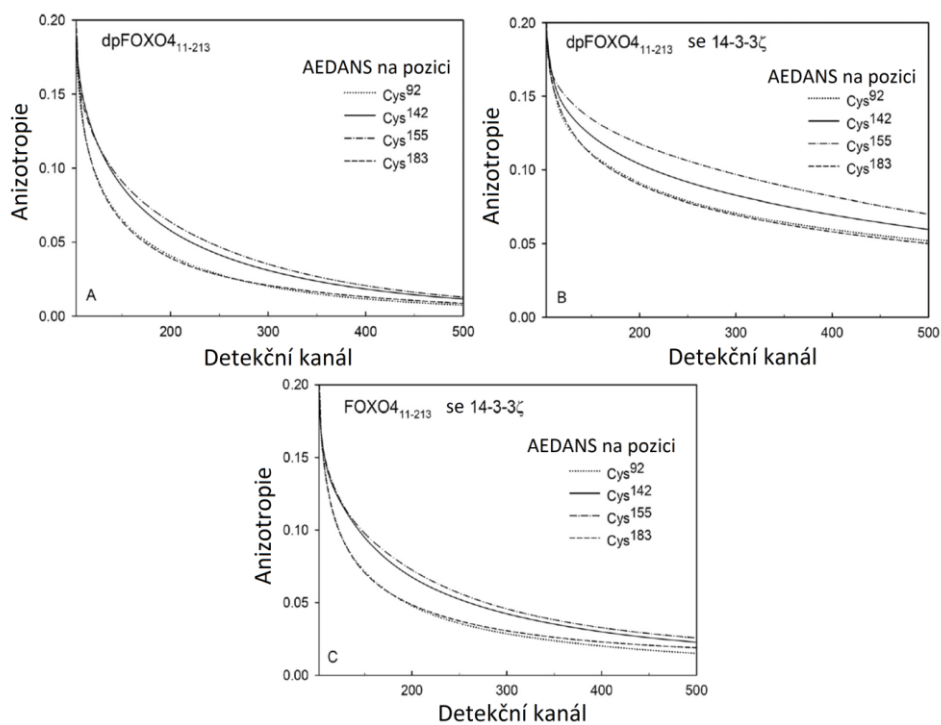 dpFOXO4₁₁₋₂₁₃
AEDANS na pozici
Cys⁹²
Cys¹⁴²
Cys¹⁵⁵
Cys¹⁸³
0.20
0.15
0.10
0.05
0.00
Anizotropie
A
200
300
400
500
Detekční kanál
dpFOXO4₁₁₋₂₁₃ se 14-3-3ζ
AEDANS na pozici
Cys⁹²
Cys¹⁴²
Cys¹⁵⁵
Cys¹⁸³
0.20
0.15
0.10
0.05
0.00
Anizotropie
B
200
300
400
500
Detekční kanál
FOXO4₁₁₋₂₁₃ se 14-3-3ζ
AEDANS na pozici
Cys⁹²
Cys¹⁴²
Cys¹⁵⁵
Cys¹⁸³
0.20
0.15
0.10
0.05
0.00
Anizotropie
C
200
300
400
500
Detekční kanál